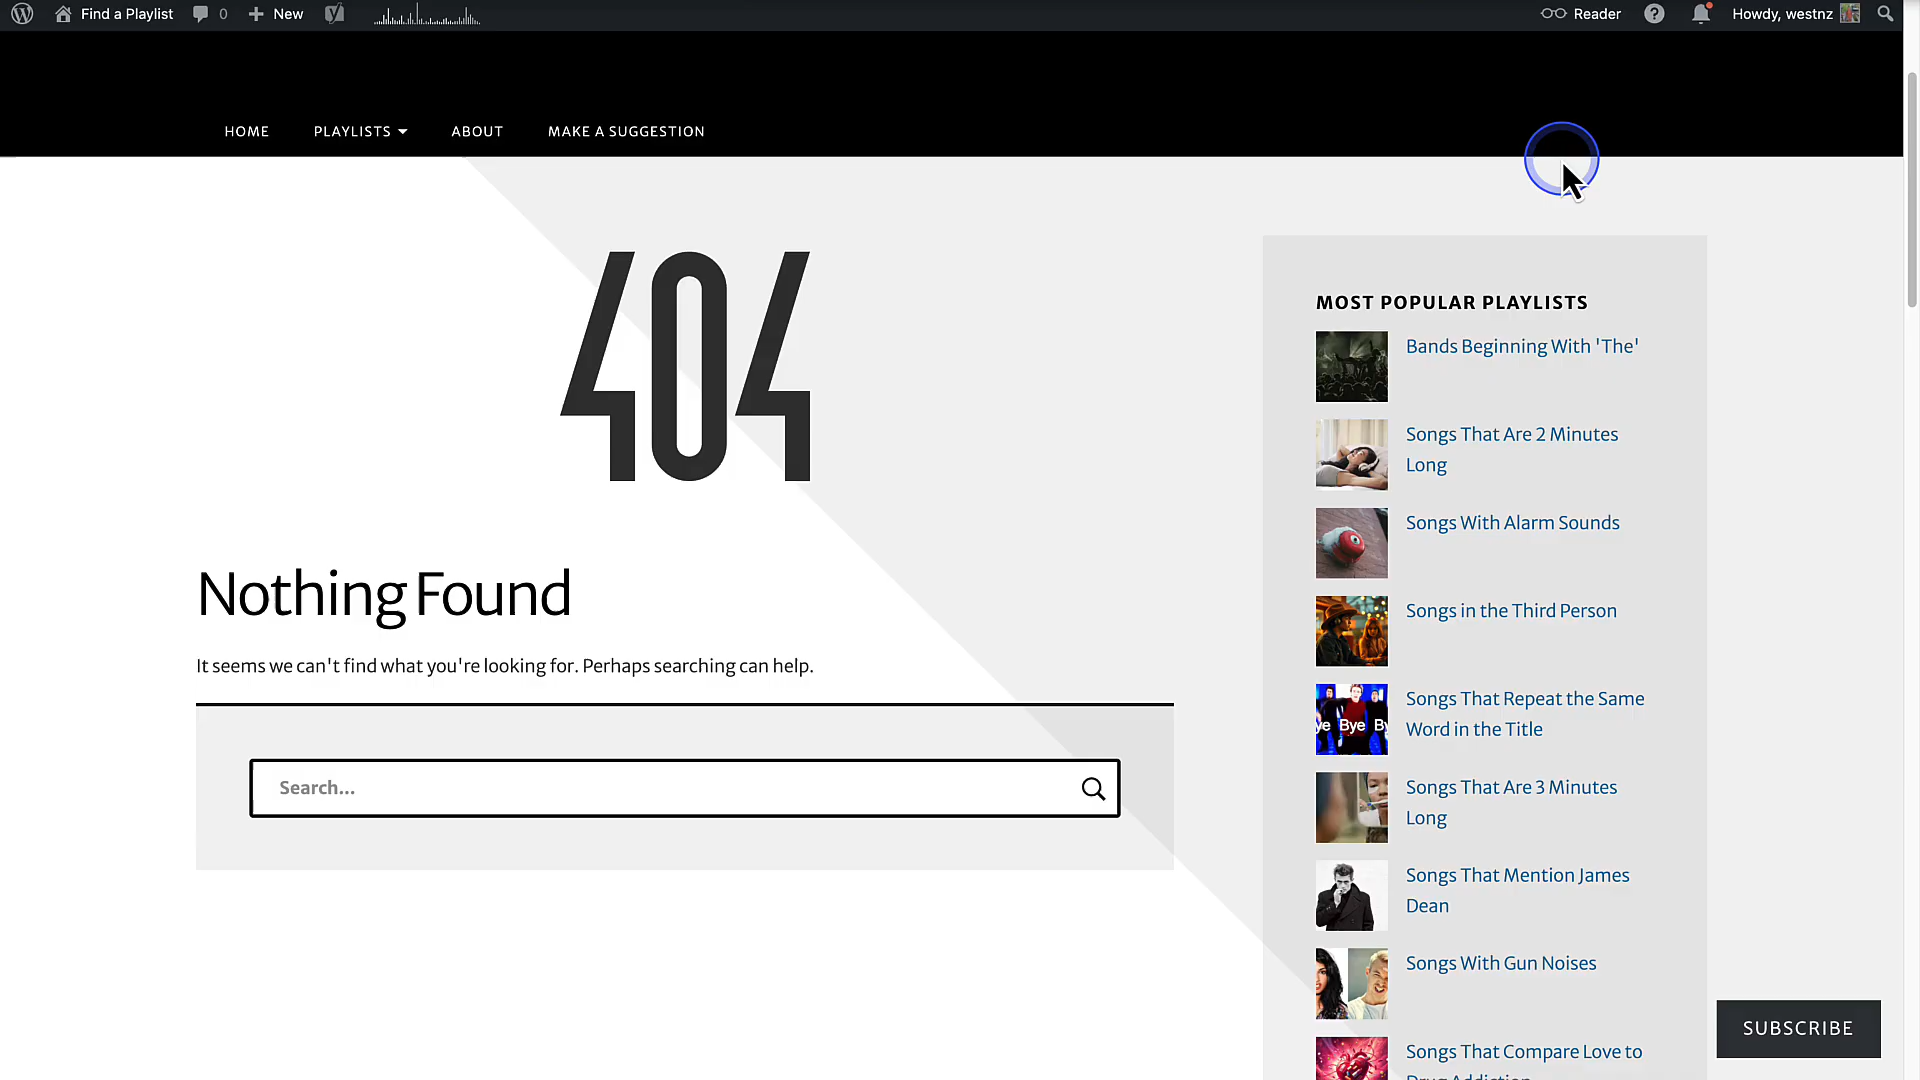 Find a Playlist 0 New Reader Howdy, westnz
HOME PLAYLISTS ABOUT MAKE A SUGGESTION
404
Nothing Found
It seems we can't find what you're looking for. Perhaps searching can help.
Search...
MOST POPULAR PLAYLISTS
Bands Beginning With 'The'
Songs That Are 2 Minutes
Long
Songs With Alarm Sounds
Songs in the Third Person
Songs That Repeat the Same
Word in the Title
ye Bye By
Songs That Are 3 Minutes
Long
Songs That Mention James
Dean
Songs With Gun Noises
Songs That Compare Love to
Drug Addiction
SUBSCRIBE